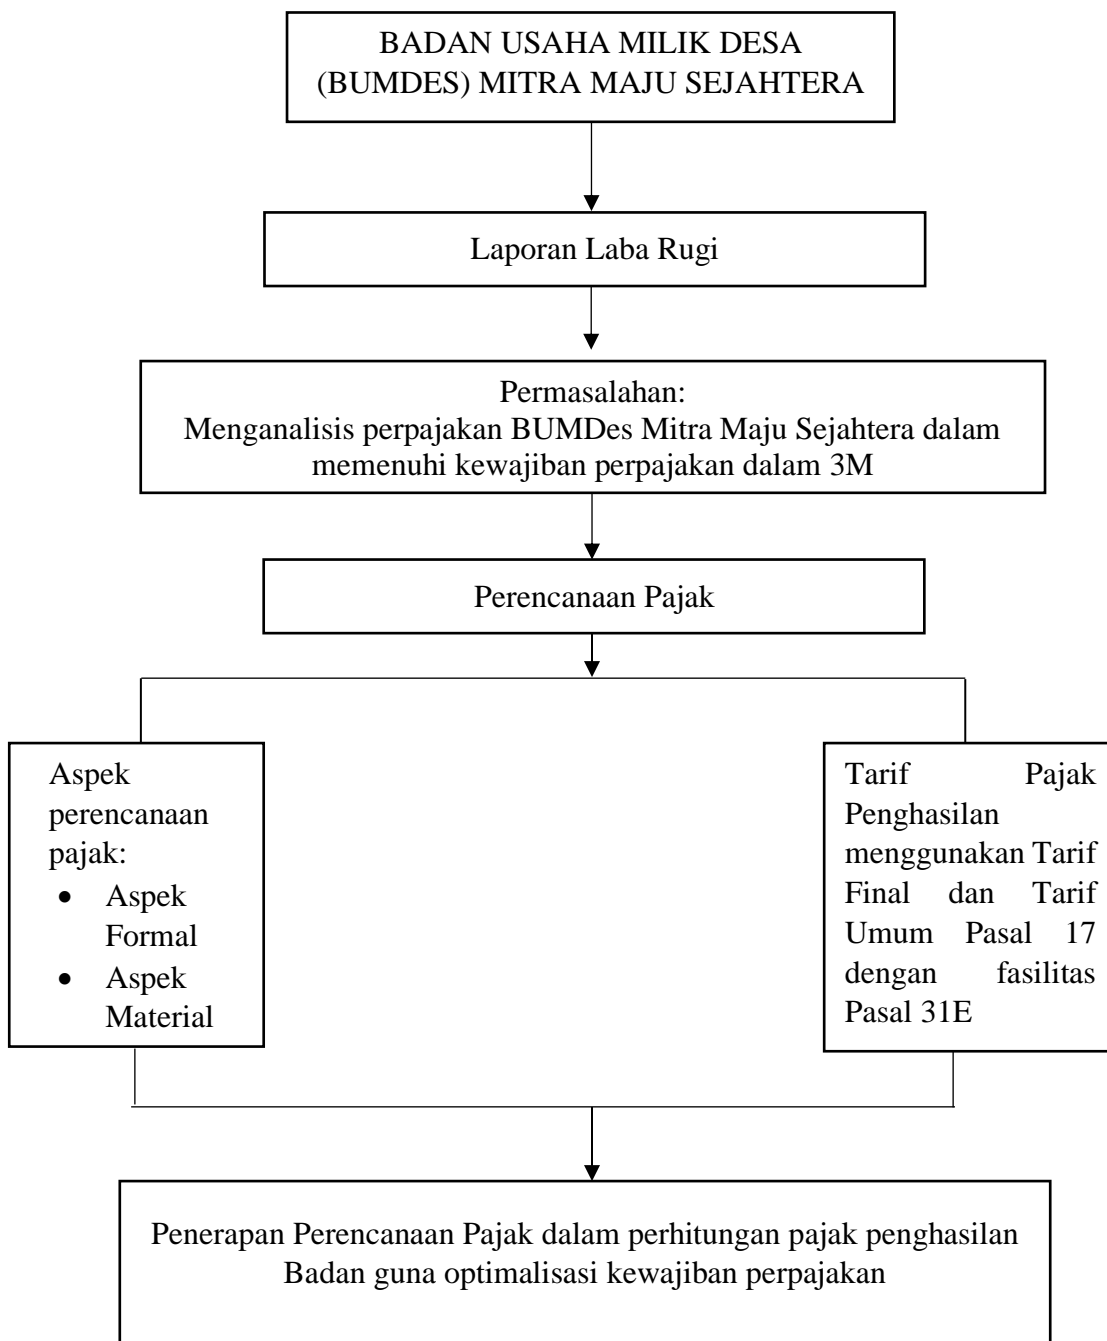 BADAN USAHA MILIK DESA
(BUMDES) MITRA MAJU SEJAHTERA
Laporan Laba Rugi
Permasalahan:
Menganalisis perpajakan BUMDes Mitra Maju Sejahtera dalam
memenuhi kewajiban perpajakan dalam 3M
Perencanaan Pajak
Aspek
perencanaan
pajak:
• Aspek
Formal
• Aspek
Material
Tarif Pajak
Penghasilan
menggunakan Tarif
Final dan Tarif
Umum Pasal 17
dengan fasilitas
Pasal 31E
Penerapan Perencanaan Pajak dalam perhitungan pajak penghasilan
Badan guna optimalisasi kewajiban perpajakan